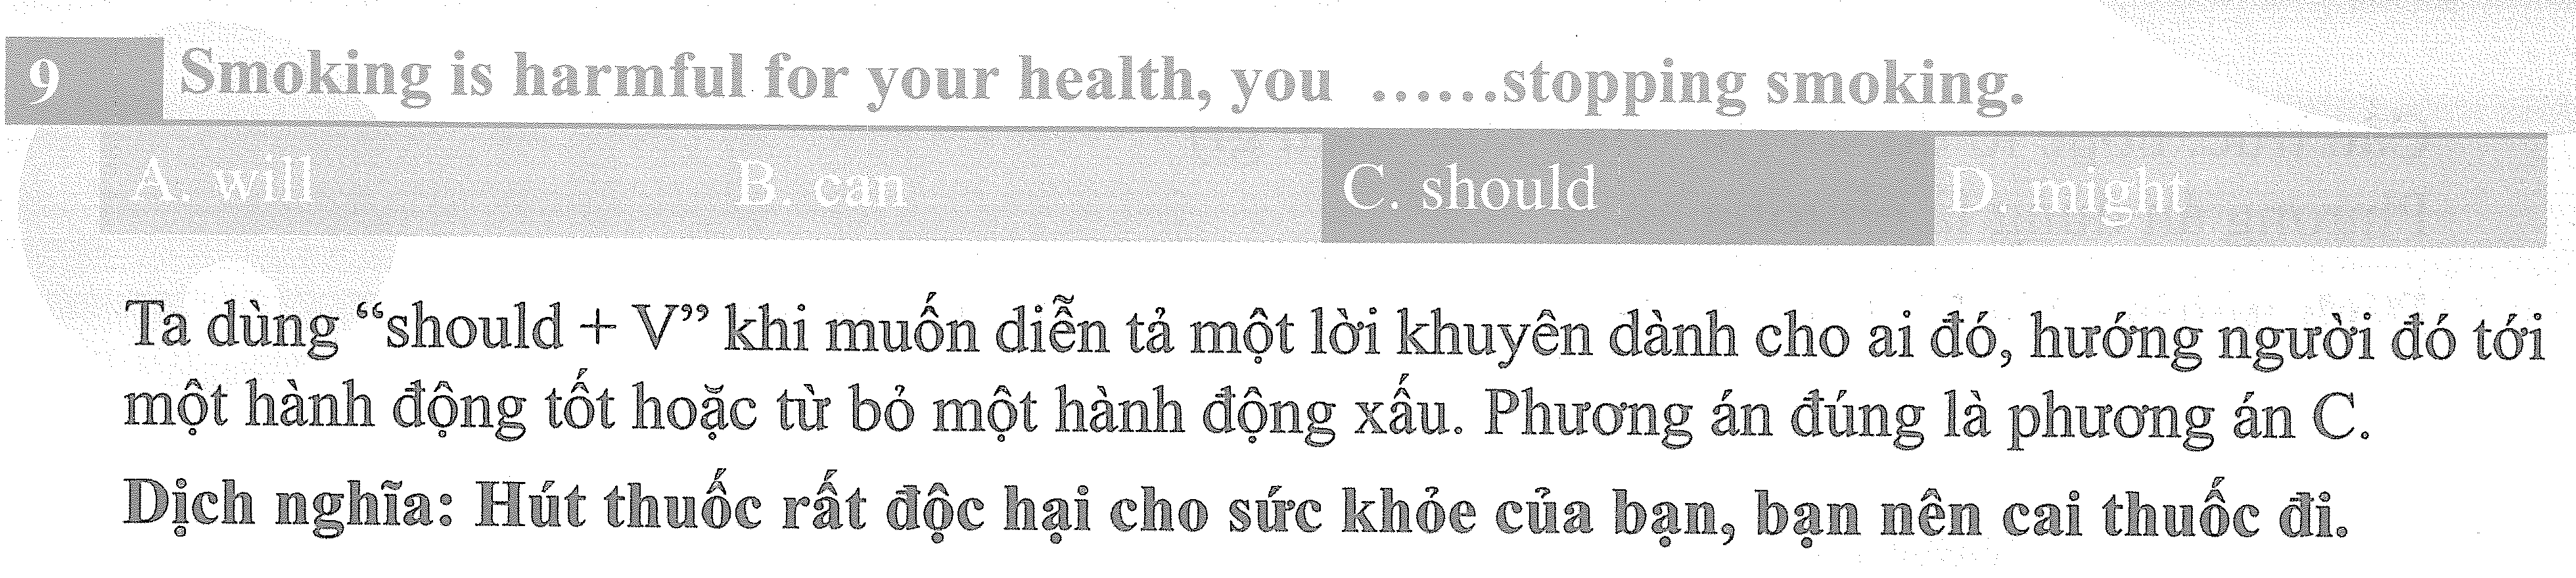 9 Smoking is harmful for your health, you ......stopping smoking.
A. will B. can C. should D. might
Ta dùng “should + V” khi muốn diễn tả một lời khuyên dành cho ai đó, hướng người đó tới
một hành động tốt hoặc từ bỏ một hành động xấu. Phương án đúng là phương án C.
Dịch nghĩa: Hút thuốc rất độc hại cho sức khỏe của bạn, bạn nên cai thuốc đi.